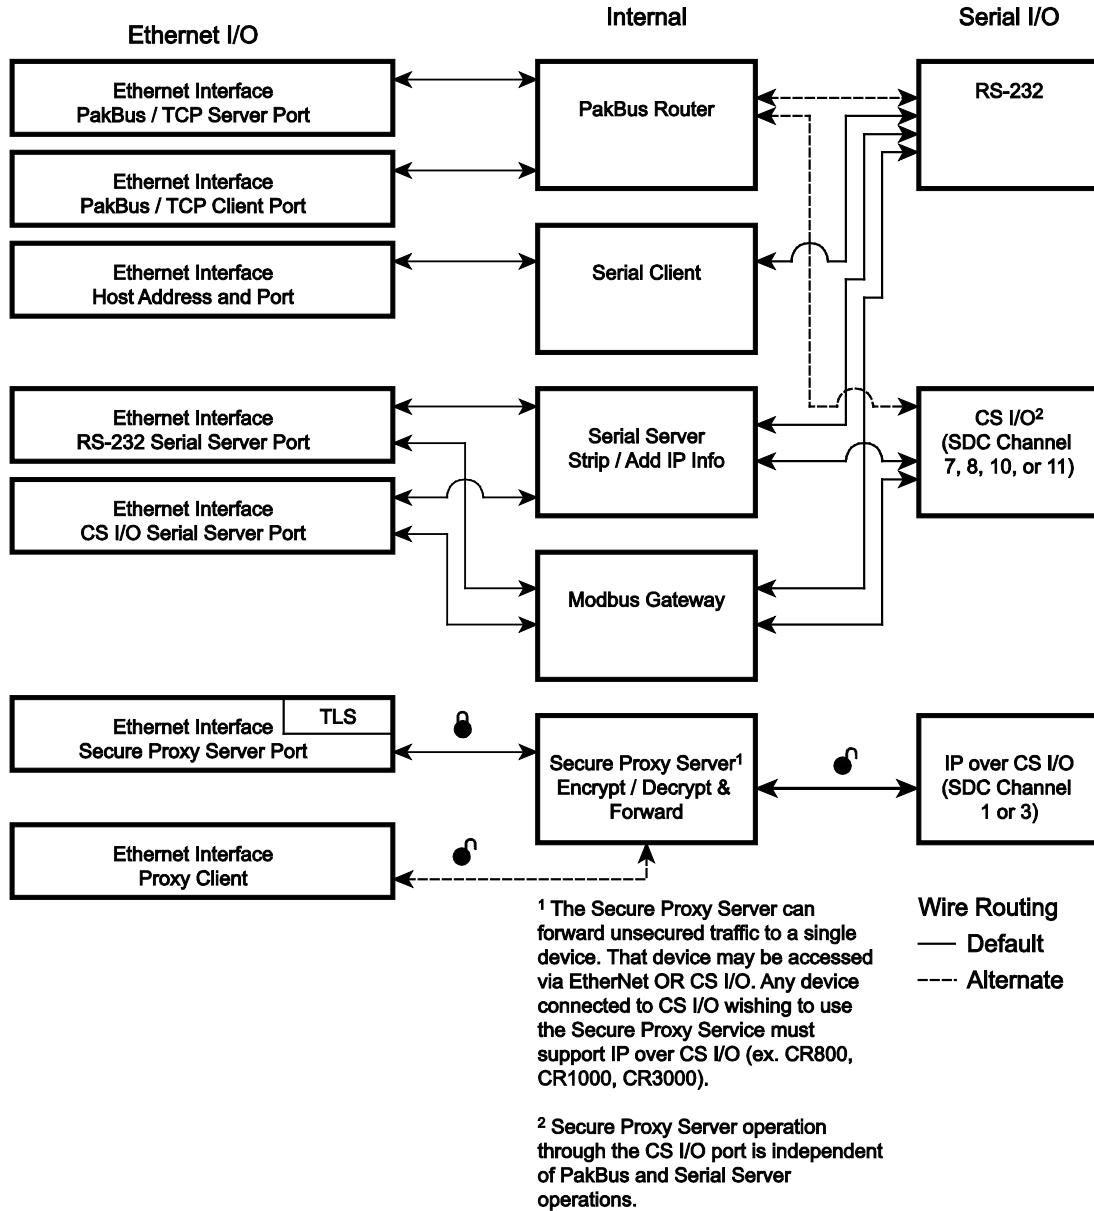 Ethernet I/O
Internal
Serial I/O
Ethernet Interface
PakBus / TCP Server Port
PakBus Router
RS-232
Ethernet Interface
PakBus / TCP Client Port
Ethernet Interface
Host Address and Port
Serial Client
Ethernet Interface
RS-232 Serial Server Port
Serial Server
Strip / Add IP Info
CS I/O²
(SDC Channel
7, 8, 10, or 11)
Ethernet Interface
CS I/O Serial Server Port
Modbus Gateway
Ethernet Interface
Secure Proxy Server Port
TLS
Secure Proxy Server¹
Encrypt / Decrypt &
Forward
IP over CS I/O
(SDC Channel
1 or 3)
Ethernet Interface
Proxy Client
¹ The Secure Proxy Server can
forward unsecured traffic to a single
device. That device may be accessed
via EtherNet OR CS I/O. Any device
connected to CS I/O wishing to use
the Secure Proxy Service must
support IP over CS I/O (ex. CR800,
CR1000, CR3000).
² Secure Proxy Server operation
through the CS I/O port is independent
of PakBus and Serial Server
operations.
Wire Routing
Default
Alternate